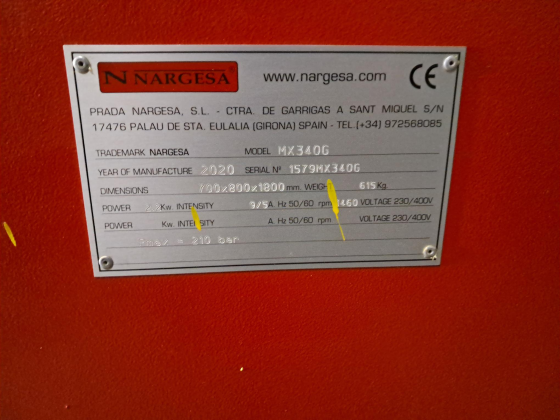 N NARGESA® www.nargesa.com CE
PRADA NARGESA, S.L. - CTRA. DE GARRIGAS A SANT MIQUEL S/N
17476 PALAU DE STA. EULALIA (GIRONA) SPAIN - TEL.(+34) 972568085
TRADEMARK NARGESA MODEL MX340G
YEAR OF MANUFACTURE 2020 SERIAL Nº 1579MX340G
DIMENSIONS 700x800x1800 mm. WEIGHT 615 Kg.
POWER Kw. INTENSITY 9/5 A. Hz 50/60 rpm 1460 VOLTAGE 230/400V
POWER Kw. INTENSITY A. Hz 50/60 rpm VOLTAGE 230/400V
= 210 bar